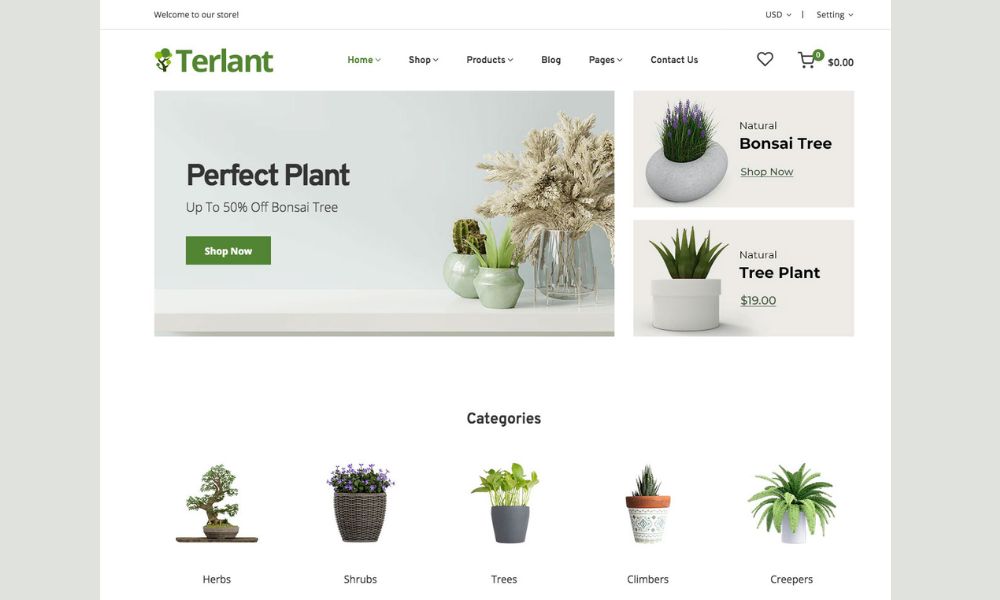 Welcome to our store!
USD | Setting
Terlant
Home Shop Products Blog Pages Contact Us
0 $0.00
Perfect Plant
Up To 50% Off Bonsai Tree
Shop Now
Natural
Bonsai Tree
Shop Now
Natural
Tree Plant
$19.00
Categories
Herbs
Shrubs
Trees
Climbers
Creepers